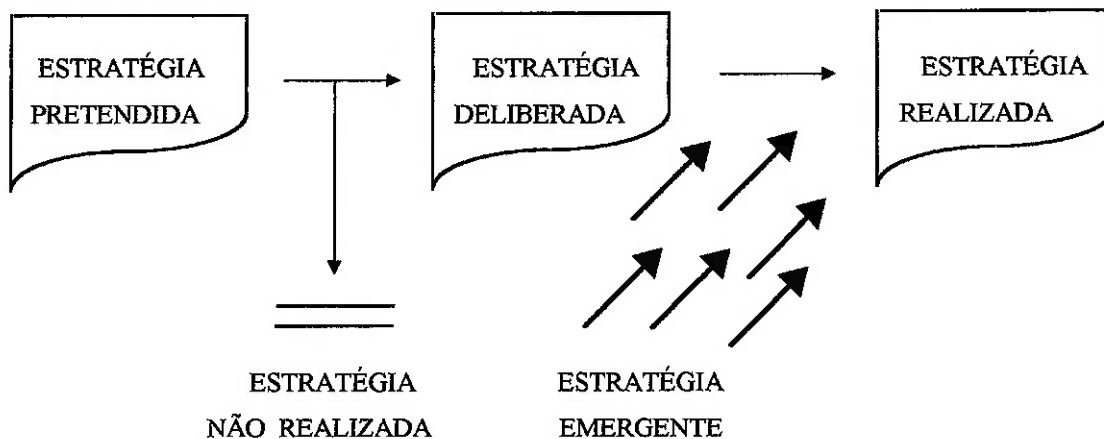 ESTRATÉGIA
PRETENDIDA
ESTRATÉGIA
DELIBERADA
ESTRATÉGIA
REALIZADA
ESTRATÉGIA
NÃO REALIZADA
ESTRATÉGIA
EMERGENTE